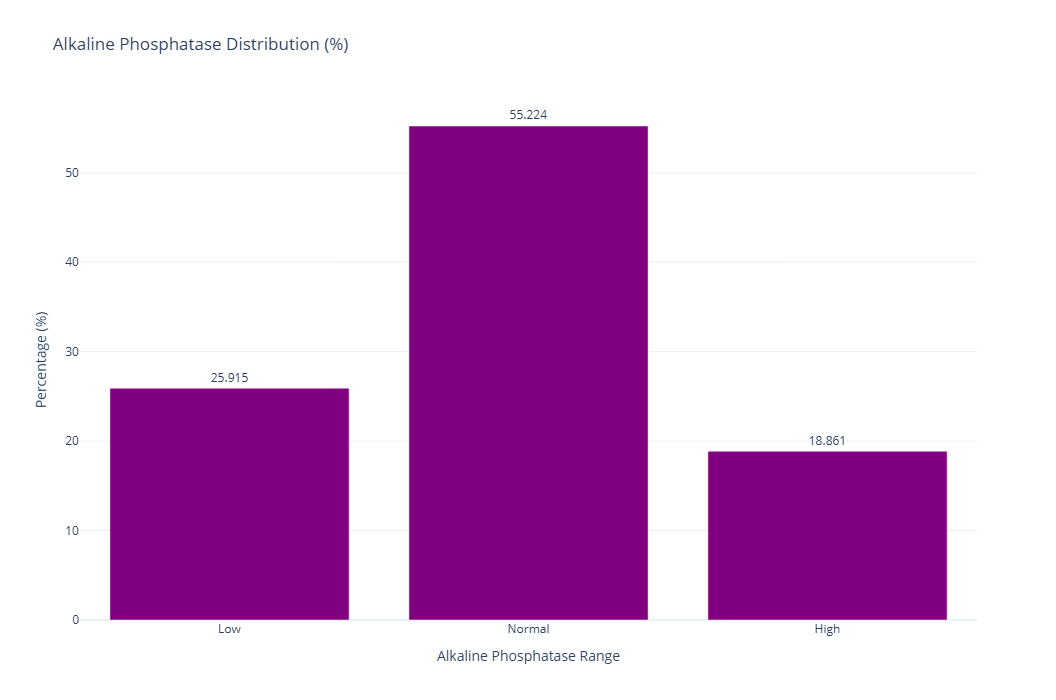 Alkaline Phosphatase Distribution (%)
55.224
50
40
Percentage (%)
30
25.915
20
18.861
10
0
Low
Normal
High
Alkaline Phosphatase Range